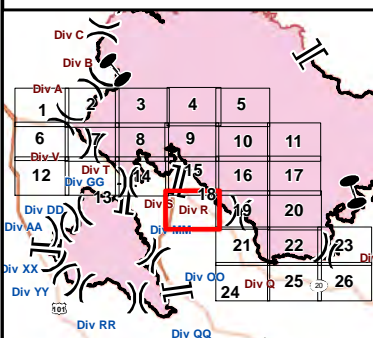 Div C
Div B
Div A
1 2 3 4 5
6 7 8 9 10 11
Div V
Div T
12 14 15 16 17
Div GG
13 18
Div S Div R
19 20
Div DD
Div AA
Div MM
21 22 23
Div XX
Div OO
Div Q
24 25 26
20
Div YY
101
Div RR
Div QQ
Div